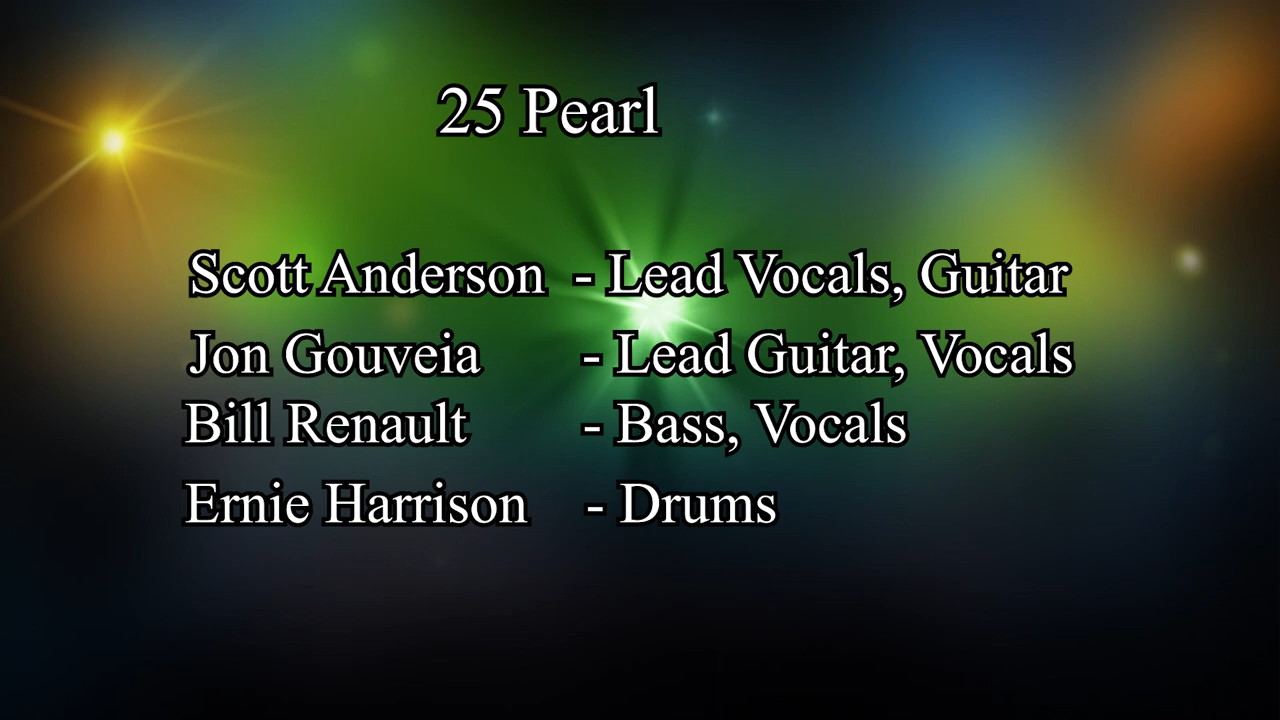 25 Pearl
Scott Anderson - Lead Vocals, Guitar
Jon Gouveia - Lead Guitar, Vocals
Bill Renault - Bass, Vocals
Ernie Harrison - Drums